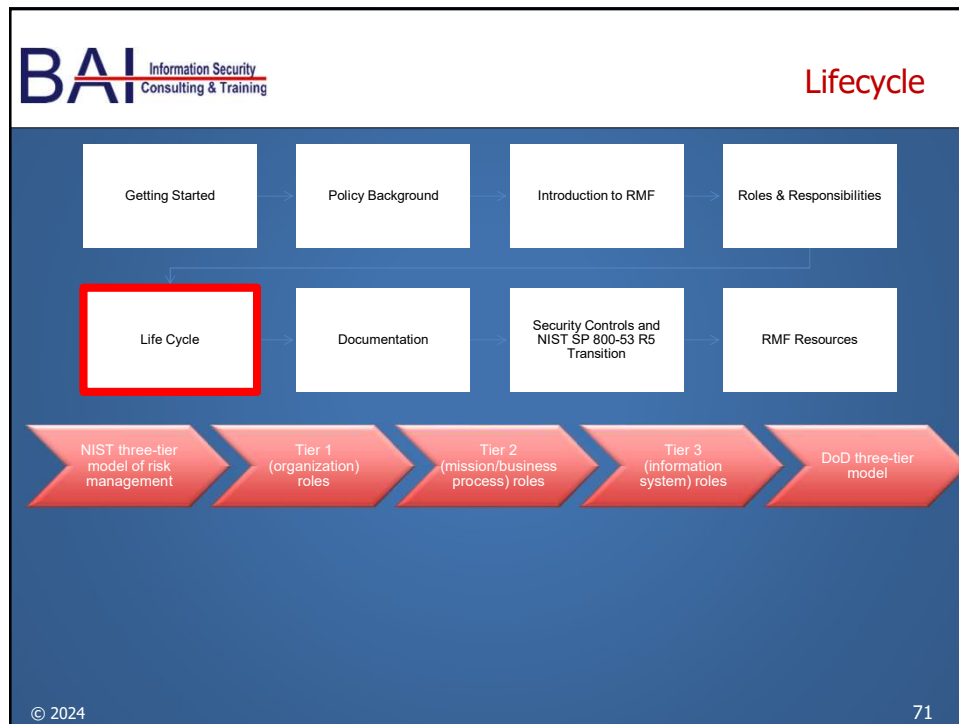 BAI Information Security
Consulting & Training
Lifecycle
Getting Started
Policy Background
Introduction to RMF
Roles & Responsibilities
Life Cycle
Documentation
Security Controls and
NIST SP 800-53 R5
Transition
RMF Resources
NIST three-tier
model of risk
management
Tier 1
(organization)
roles
Tier 2
(mission/business
process) roles
Tier 3
(information
system) roles
DoD three-tier
model
© 2024
71